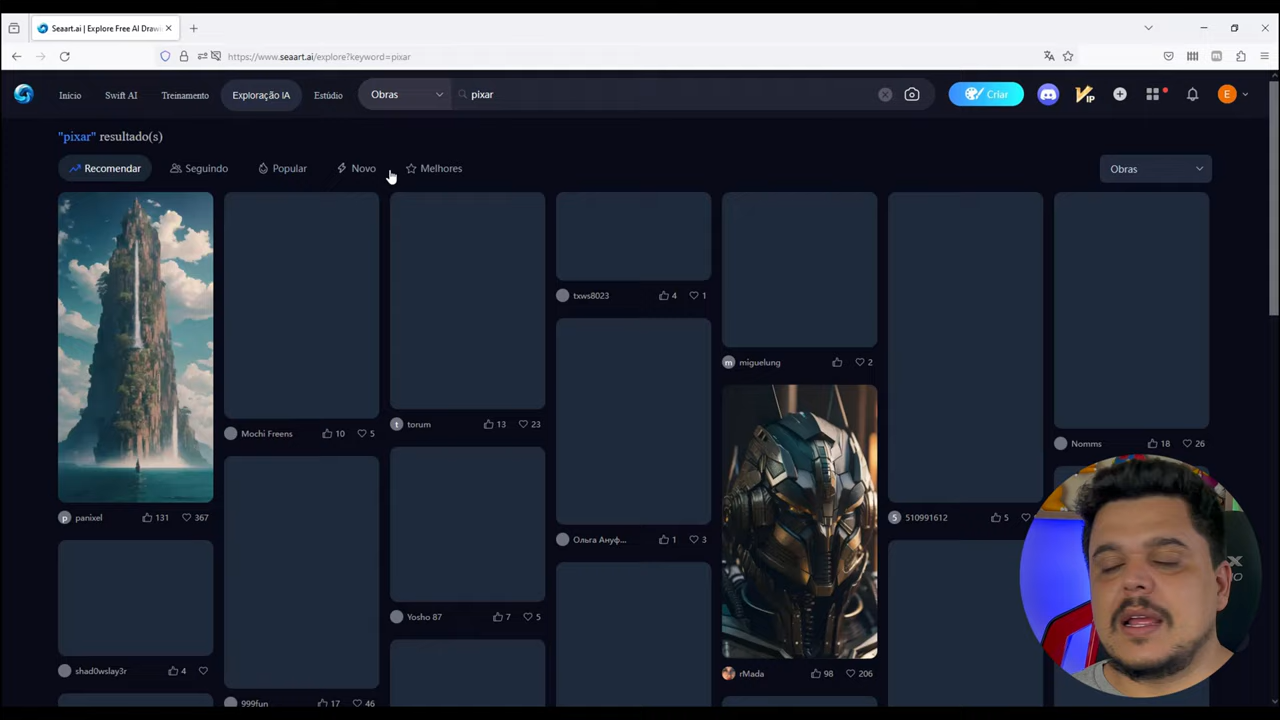 Seaart.ai | Explore Free AI Drawi
https://www.seaart.ai/explore?keyword=pixar
Início
Swift AI
Treinamento
Exploração IA
Estúdio
Obras
pixar
Criar
VIP
E
"pixar" resultado(s)
Recomendar
Seguindo
Popular
Novo
Melhores
Obras
txws8023 4 1
m miguelung 2
Mochi Freens 10 5
t torum 13 23
Nomms 18 26
p panixel 131 367
5 510991612 5
Ольга Ануф... 1 3
Yosho 87 7 5
shad0wslay3r 4
rMada 98 206
999fun 17 46